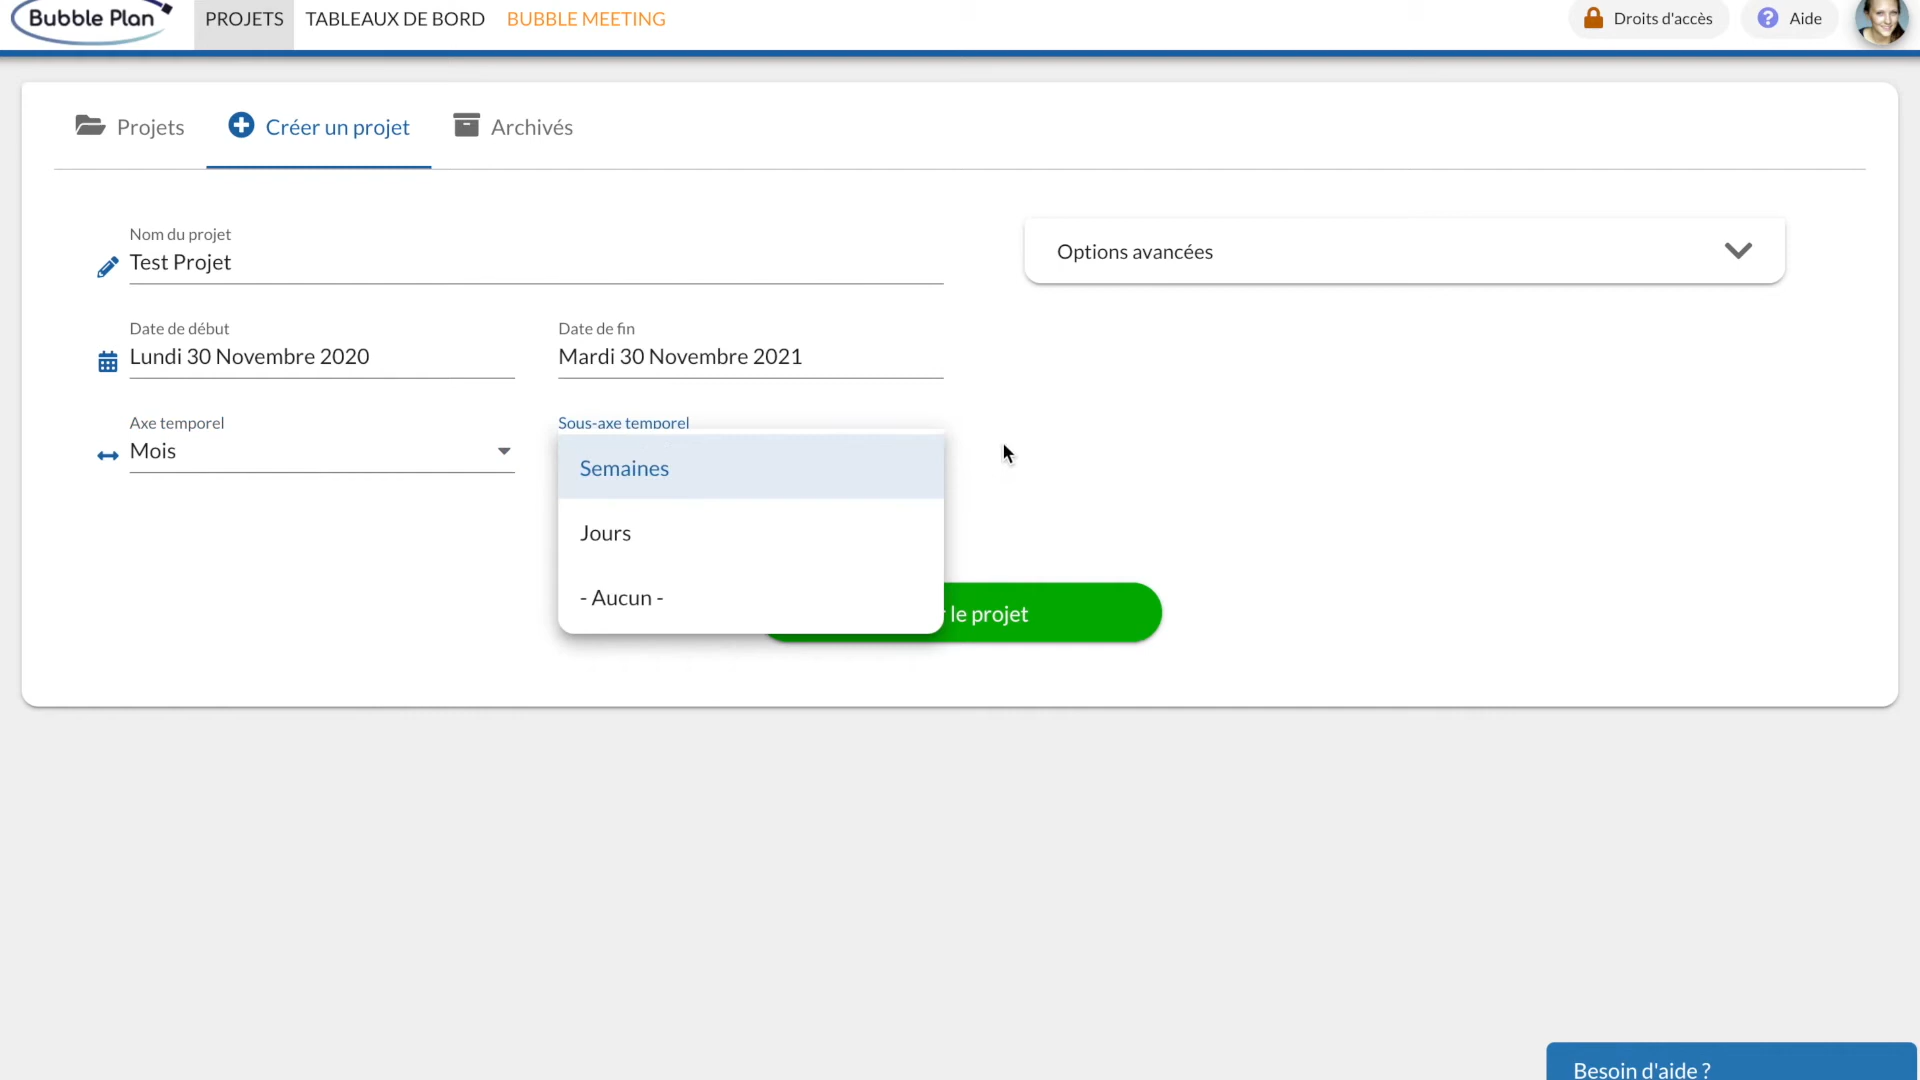 Bubble Plan PROJETS TABLEAUX DE BORD BUBBLE MEETING Droits d'accès Aide
Projets Créer un projet Archivés
Nom du projet
Test Projet
Options avancées
Date de début Date de fin
Lundi 30 Novembre 2020 Mardi 30 Novembre 2021
Axe temporel Sous-axe temporel
Mois
Semaines
Jours
- Aucun -
le projet
Besoin d'aide ?